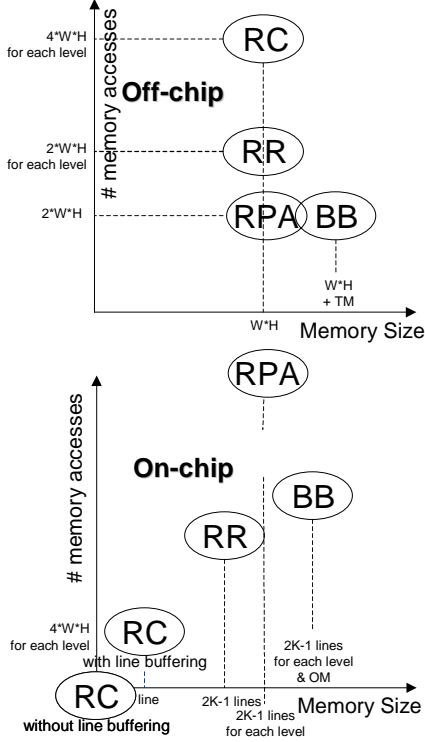 4*W*H
for each level
RC
Off-chip
# memory accesses
2*W*H
for each level
RR
2*W*H
RPA
BB
W*H
+ TM
W*H
Memory Size
RPA
# memory accesses
On-chip
BB
RR
4*W*H
for each level
RC
with line buffering
2K-1 lines
for each level
& OM
RC
line
2K-1 lines
Memory Size
2K-1 lines
for each level
without line buffering